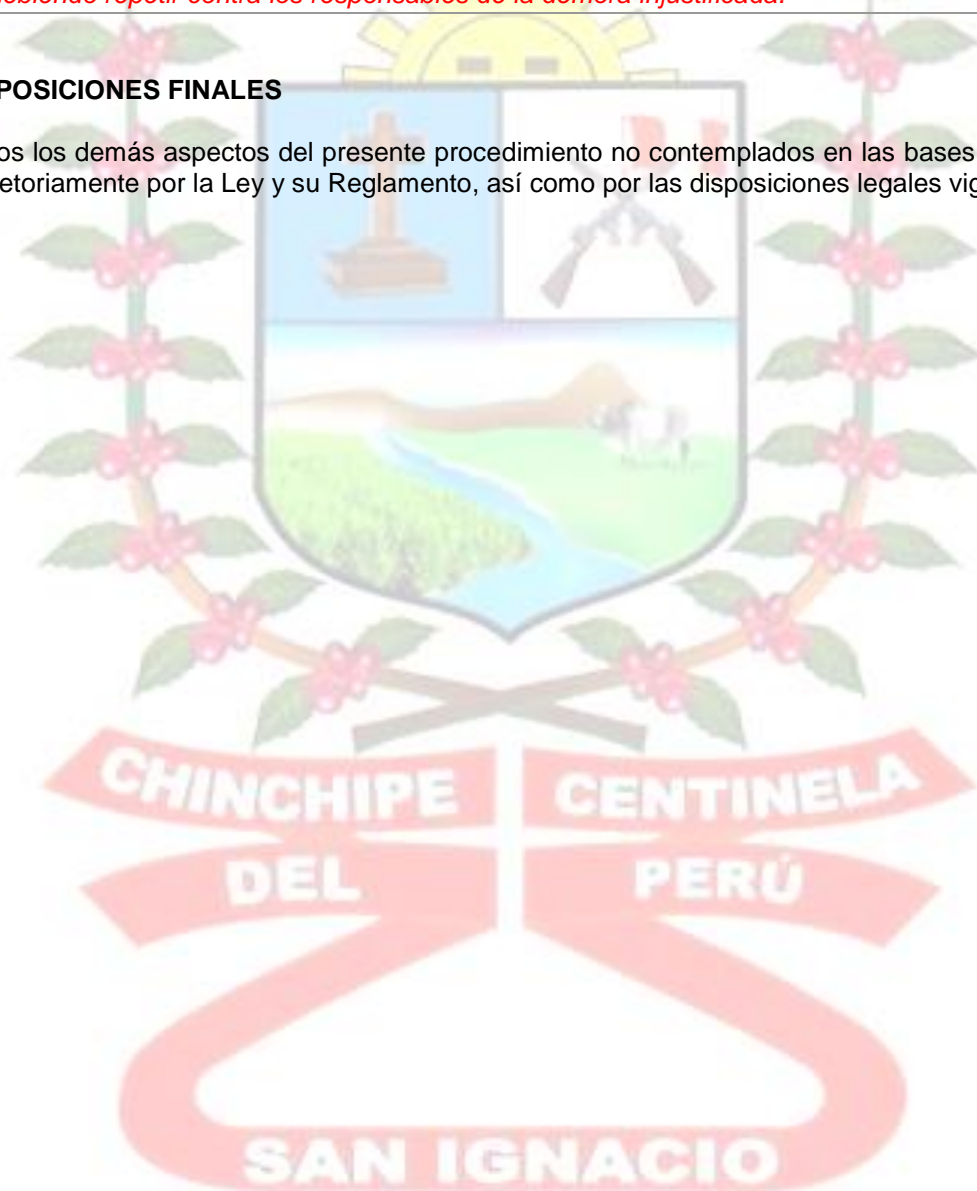 ebiendo repetir contra los responsables de la demora injustificada.
POSICIONES FINALES
os los demás aspectos del presente procedimiento no contemplados en las bases
etoriamente por la Ley y su Reglamento, así como por las disposiciones legales vig
CHINCHIPE CENTINELA
DEL PERÚ
SAN IGNACIO